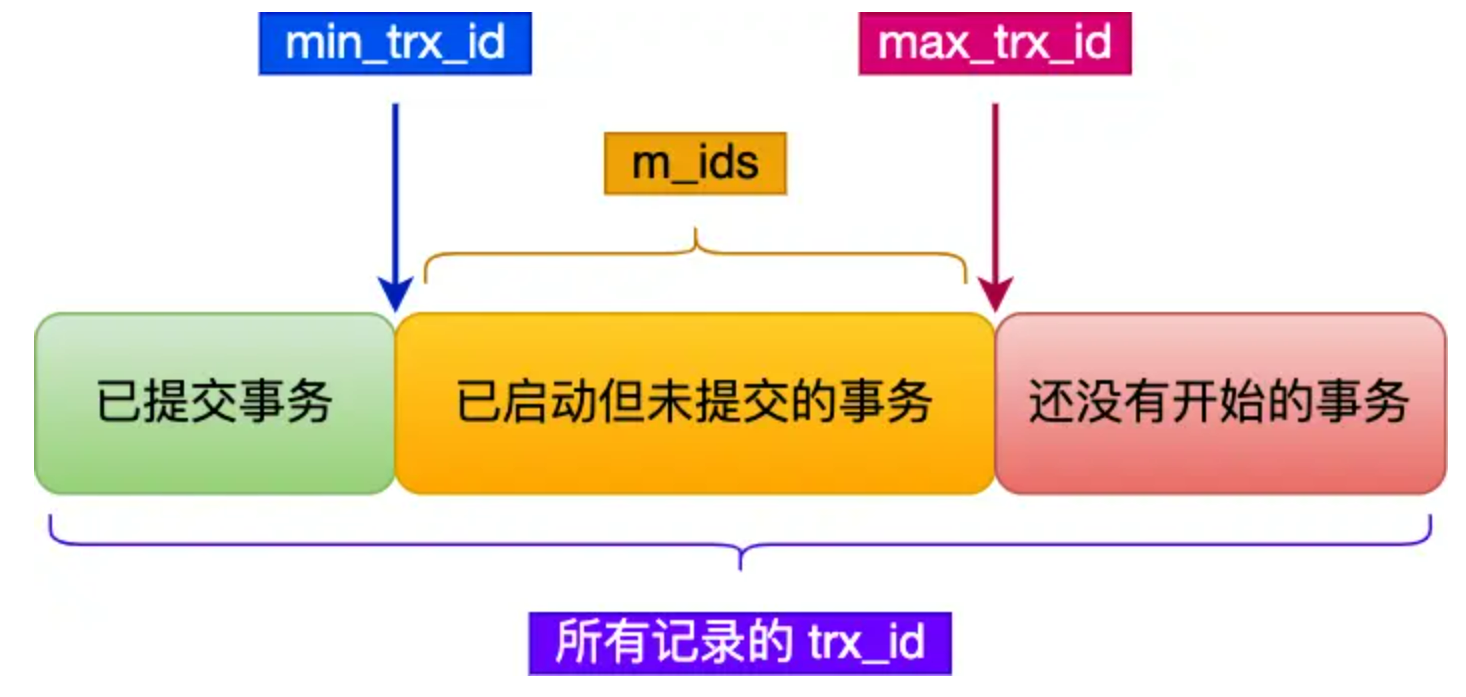 min_trx_id
max_trx_id
m_ids
已提交事务
已启动但未提交的事务
还没有开始的事务
所有记录的 trx_id